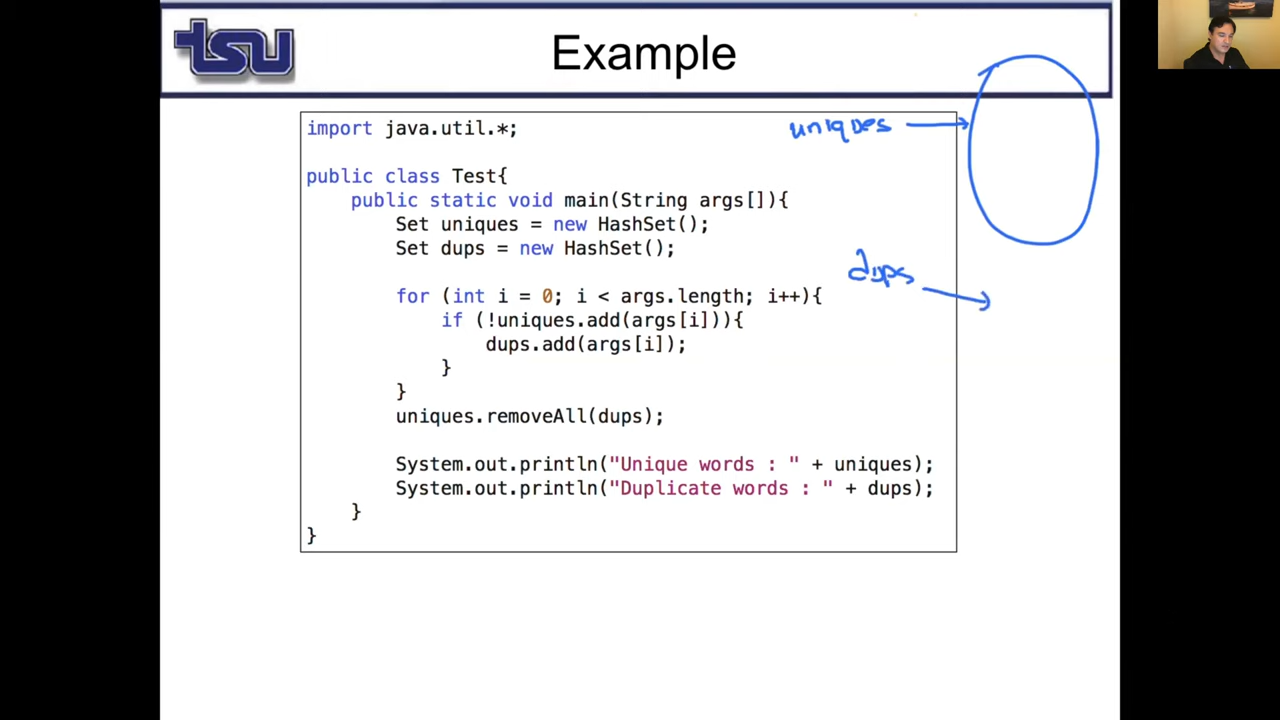 tsu
Example
import java.util.*;
uniques
public class Test{
public static void main(String args[]){
Set uniques = new HashSet();
Set dups = new HashSet();
dups
for (int i = 0; i < args.length; i++){
if (!uniques.add(args[i])){
dups.add(args[i]);
}
}
uniques.removeAll(dups);
System.out.println("Unique words : " + uniques);
System.out.println("Duplicate words : " + dups);
}
}